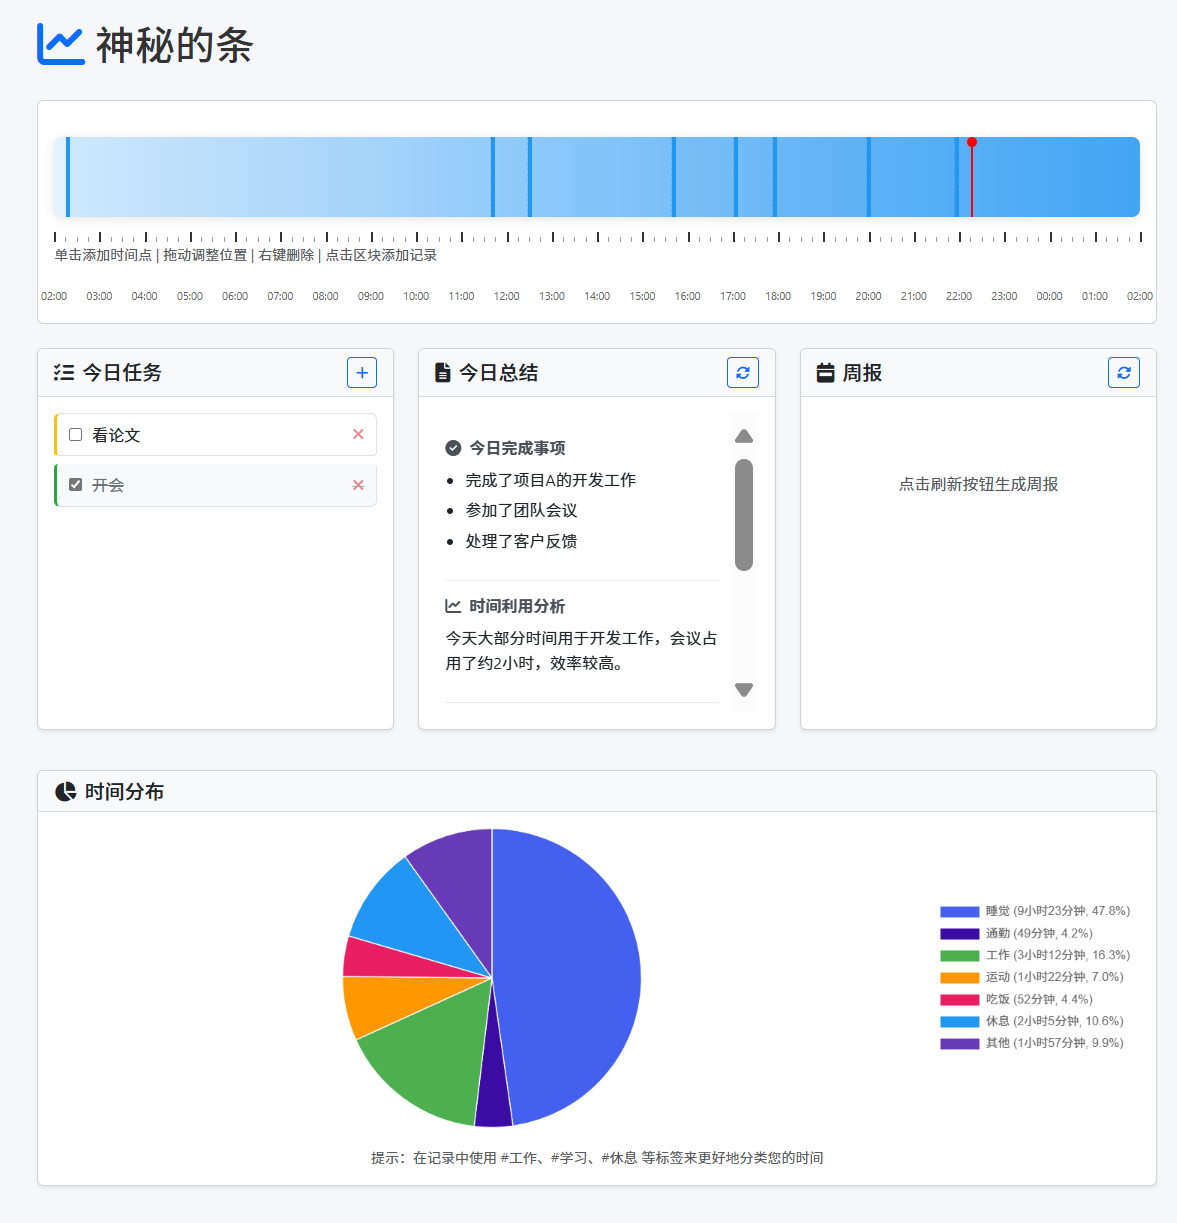 神秘的条
单击添加时间点 | 拖动调整位置 | 右键删除 | 点击区块添加记录
02:00 03:00 04:00 05:00 06:00 07:00 08:00 09:00 10:00 11:00 12:00 13:00 14:00 15:00 16:00 17:00 18:00 19:00 20:00 21:00 22:00 23:00 00:00 01:00 02:00
今日任务
看论文
开会
今日总结
今日完成事项
完成了项目A的开发工作
参加了团队会议
处理了客户反馈
时间利用分析
今天大部分时间用于开发工作，会议占
用了约2小时，效率较高。
周报
点击刷新按钮生成周报
时间分布
睡觉 (9小时23分钟, 47.8%)
通勤 (49分钟, 4.2%)
工作 (3小时12分钟, 16.3%)
运动 (1小时22分钟, 7.0%)
吃饭 (52分钟, 4.4%)
休息 (2小时5分钟, 10.6%)
其他 (1小时57分钟, 9.9%)
提示：在记录中使用 #工作、#学习、#休息 等标签来更好地分类您的时间